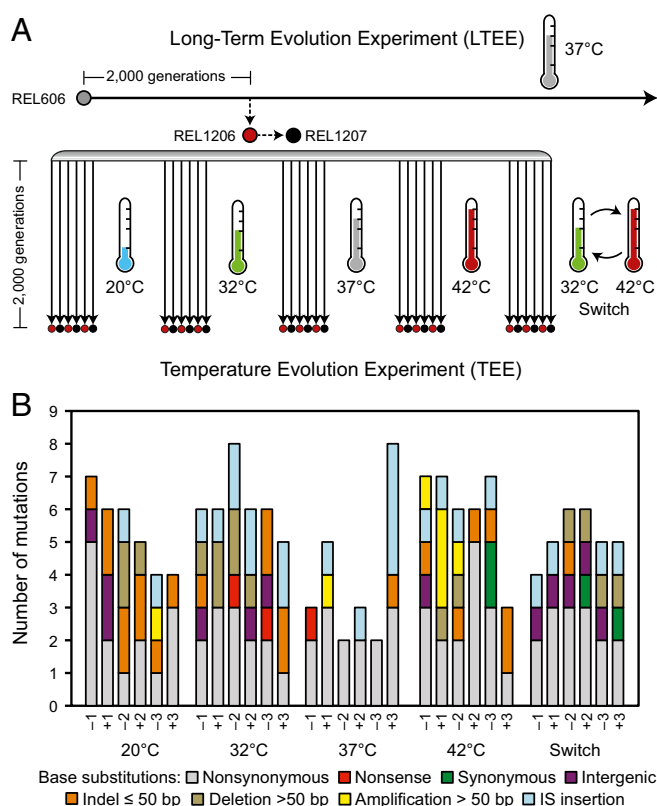 A
Long-Term Evolution Experiment (LTEE)
37°C
2,000 generations
REL606
REL1206
REL1207
2,000 generations
20°C
32°C
37°C
42°C
32°C
42°C
Switch
Temperature Evolution Experiment (TEE)
B
Number of mutations
9
8
7
6
5
4
3
2
1
0
−1 +1 −2 +2 −3 +3 −1 +1 −2 +2 −3 +3 −1 +1 −2 +2 −3 +3 −1 +1 −2 +2 −3 +3 −1 +1 −2 +2 −3 +3
20°C 32°C 37°C 42°C Switch
Base substitutions: Nonsynonymous Nonsense Synonymous Intergenic
Indel ≤ 50 bp Deletion >50 bp Amplification > 50 bp IS insertion